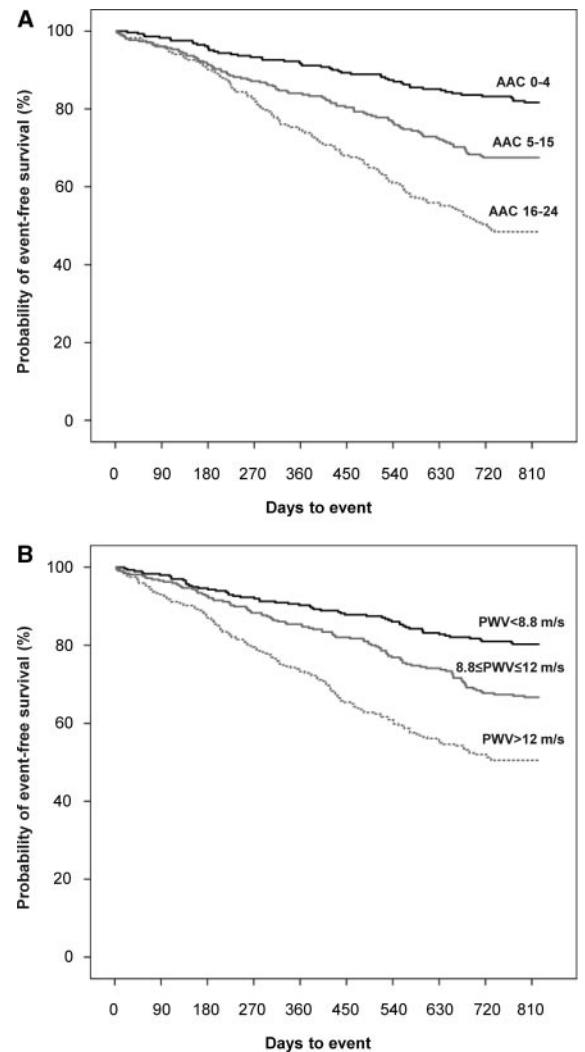 A
Probability of event-free survival (%)
100
80
60
40
20
0
AAC 0-4
AAC 5-15
AAC 16-24
0 90 180 270 360 450 540 630 720 810
Days to event
B
Probability of event-free survival (%)
100
80
60
40
20
0
PWV<8.8 m/s
8.8≤PWV≤12 m/s
PWV>12 m/s
0 90 180 270 360 450 540 630 720 810
Days to event